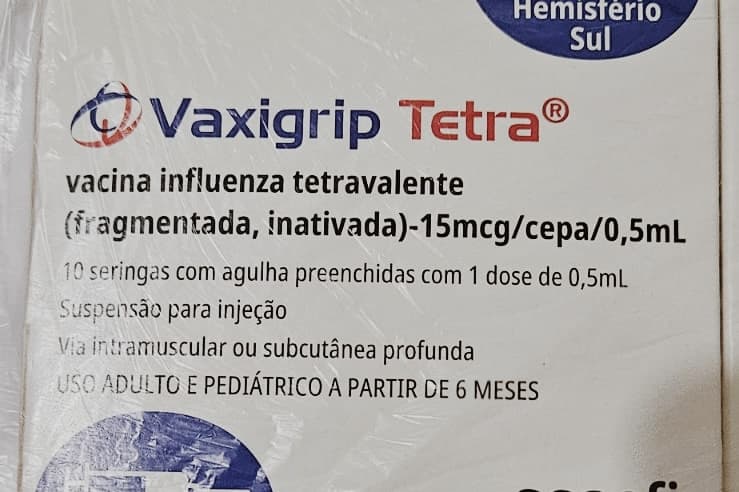 Hemisfério
Sul
Vaxigrip Tetra®
vacina influenza tetravalente
(fragmentada, inativada)-15mcg/cepa/0,5mL
10 seringas com agulha preenchidas com 1 dose de 0,5mL
Suspensão para injeção
Via intramuscular ou subcutânea profunda
USO ADULTO E PEDIÁTRICO A PARTIR DE 6 MESES